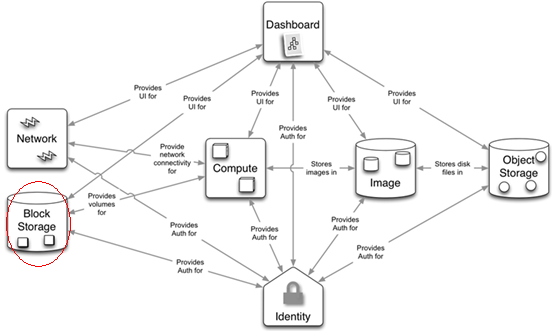 Dashboard
Provides
UI for
Provides
UI for
Provides
UI for
Provides
UI for
Provides
UI for
Provides
Auth for
Network
Provide
network
connectivity
for
Compute
Stores
images in
Image
Stores disk
files in
Object
Storage
Block
Storage
Provides
volumes
for
Provides
Auth for
Provides
Auth for
Provides
Auth for
Provides
Auth for
Provides
Auth for
Identity